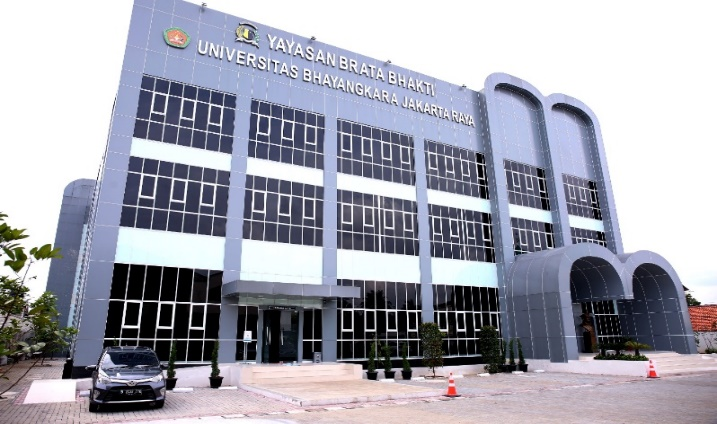 YAYASAN BRATA BHAKTI
UNIVERSITAS BHAYANGKARA JAKARTA RAYA